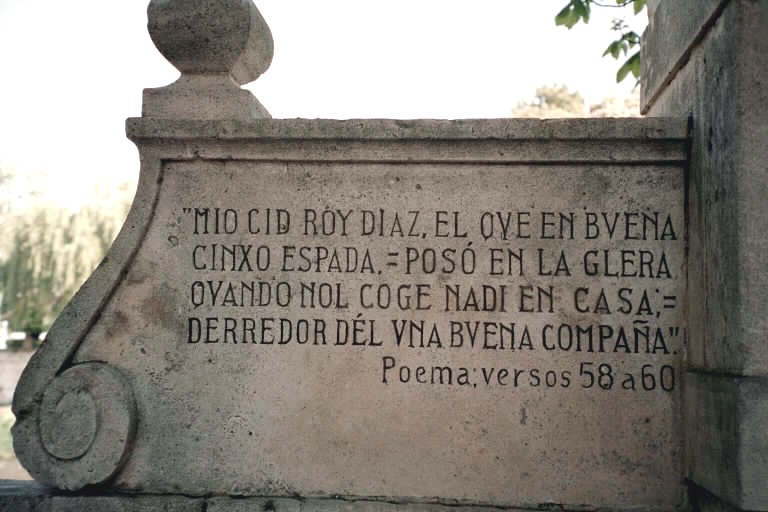 "MIO CID ROY DIAZ, EL QVE EN BVENA
CINXO ESPADA,=POSÓ EN LA GLERA
QVANDO NOL COGE NADI EN CASA;=
DERREDOR DÉL VNA BVENA COMPAÑA".
Poema, versos 58 a 60